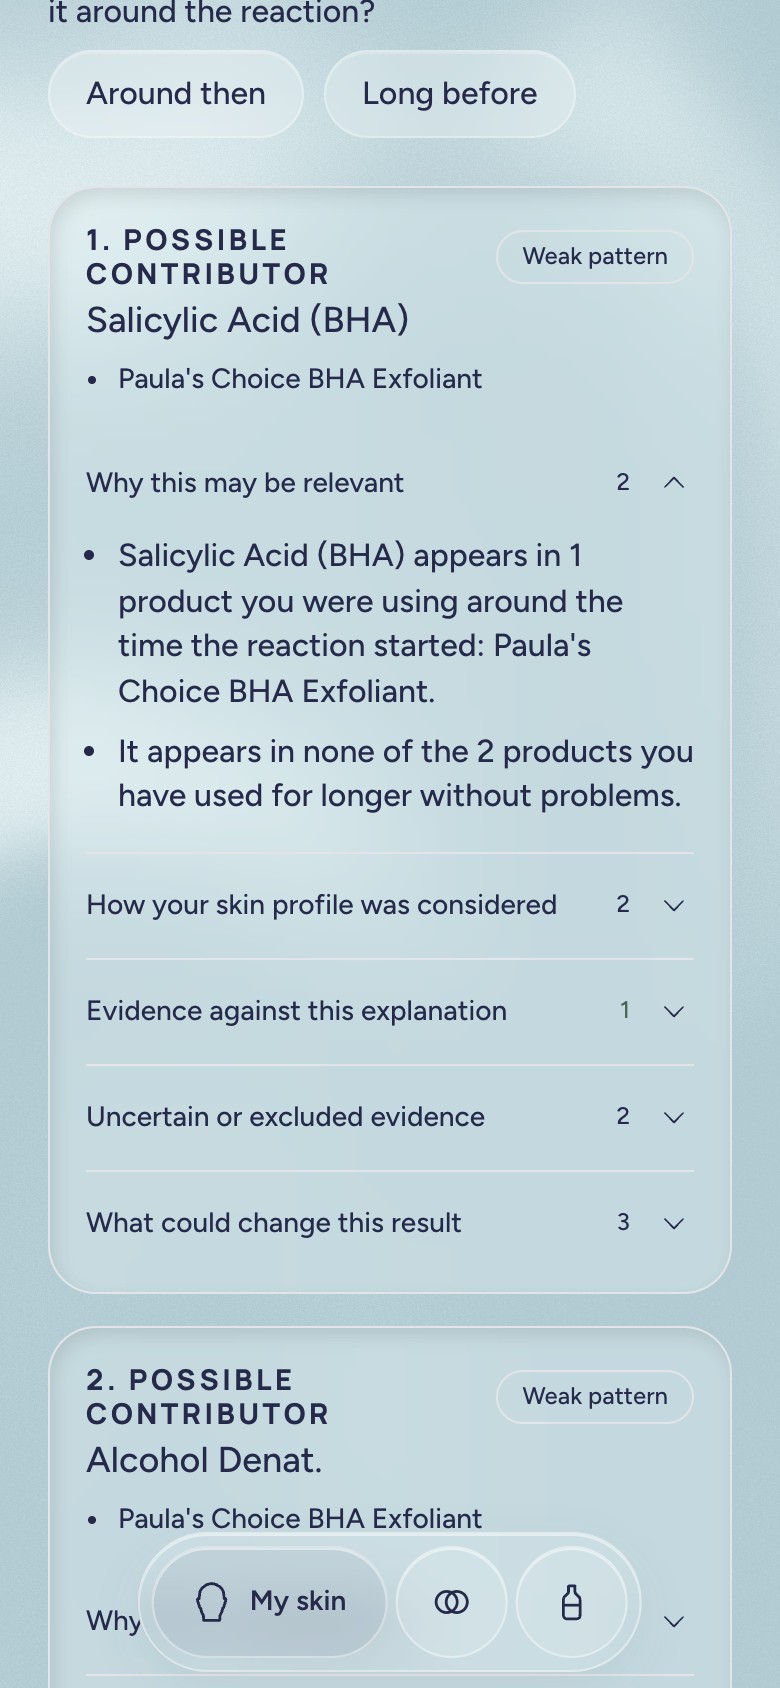 it around the reaction?
Around then
Long before
1. POSSIBLE
CONTRIBUTOR
Weak pattern
Salicylic Acid (BHA)
• Paula's Choice BHA Exfoliant
Why this may be relevant 2
• Salicylic Acid (BHA) appears in 1
product you were using around the
time the reaction started: Paula's
Choice BHA Exfoliant.
• It appears in none of the 2 products you
have used for longer without problems.
How your skin profile was considered 2
Evidence against this explanation 1
Uncertain or excluded evidence 2
What could change this result 3
2. POSSIBLE
CONTRIBUTOR
Weak pattern
Alcohol Denat.
• Paula's Choice BHA Exfoliant
Why
My skin